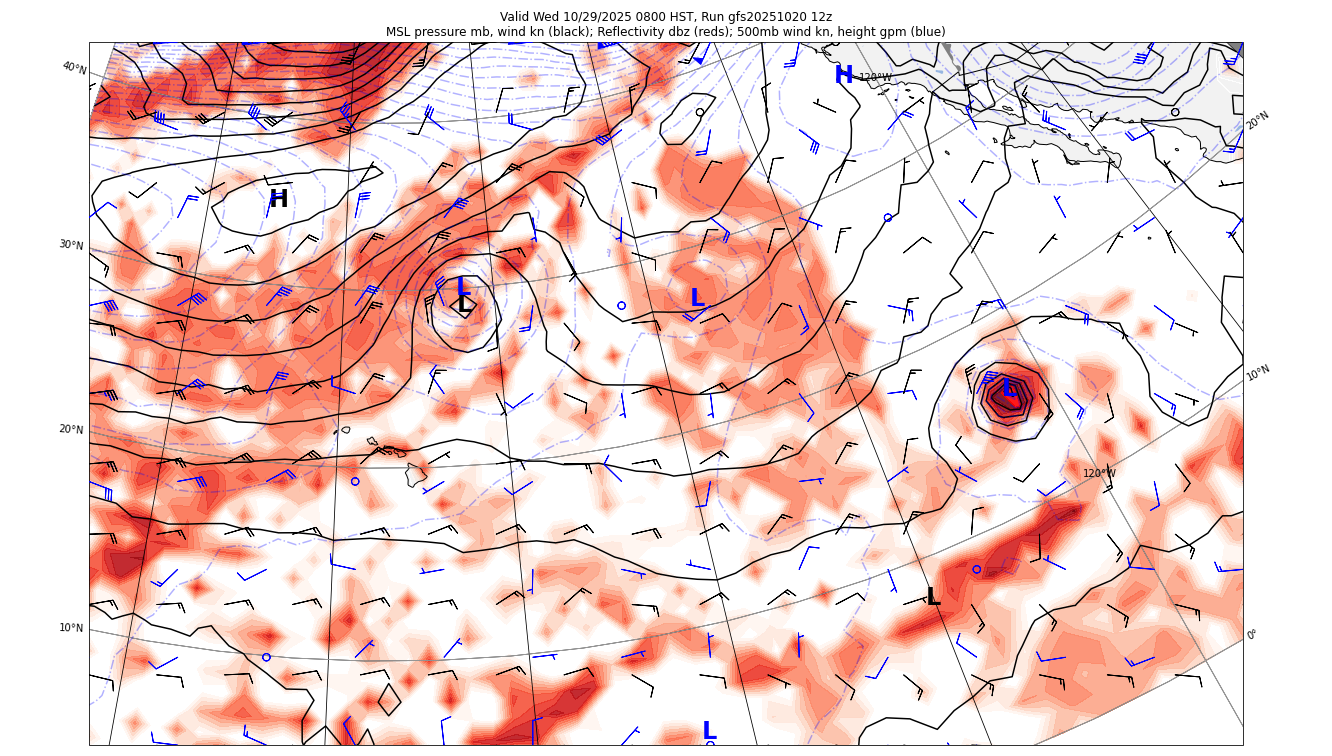 Valid Wed 10/29/2025 0800 HST, Run gfs20251020 12z
MSL pressure mb, wind kn (black); Reflectivity dbz (reds); 500mb wind kn, height gpm (blue)
40°N
H
120°W
20°N
H
30°N
L
L
L
10°N
L
20°N
120°W
L
10°N
0°
L